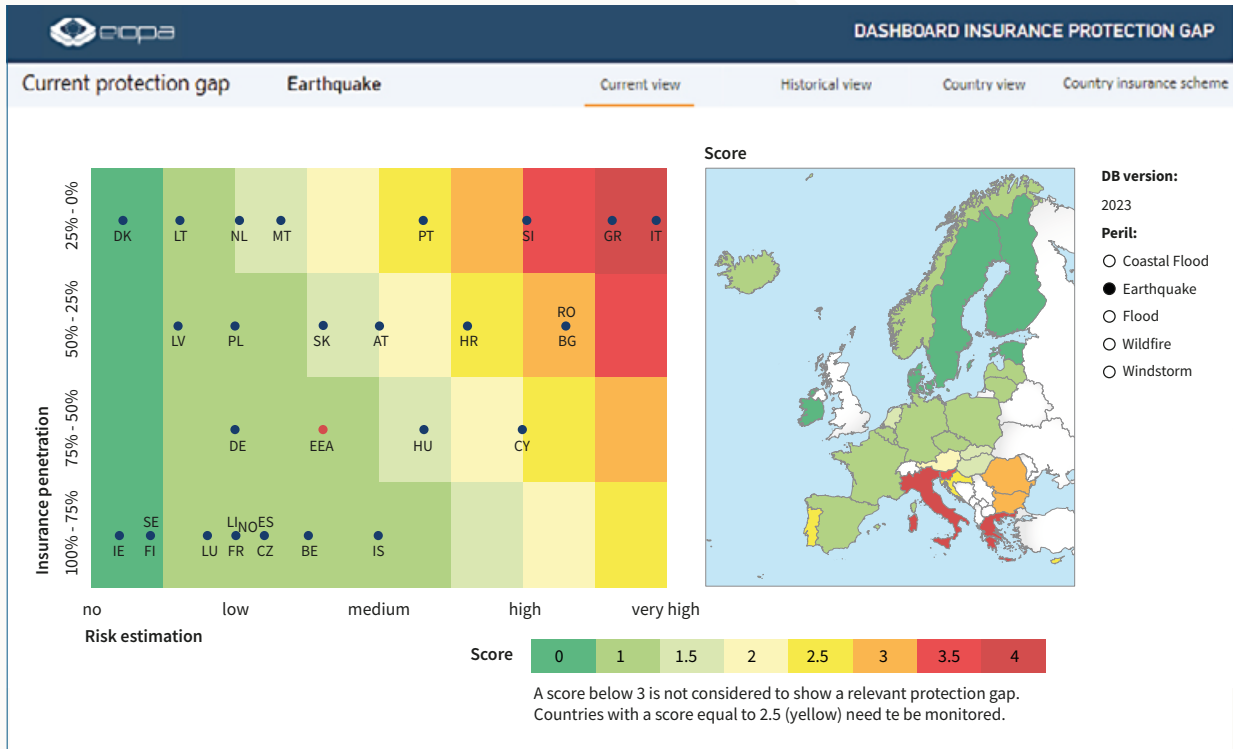 eiopa
DASHBOARD INSURANCE PROTECTION GAP
Current protection gap
Earthquake
Current view
Historical view
Country view
Country insurance scheme
Insurance penetration
25% - 0%
DK
LT
NL
MT
PT
SI
GR
IT
50% - 25%
LV
PL
SK
AT
HR
RO
BG
75% - 50%
DE
EEA
HU
CY
100% - 75%
IE
SE
FI
LU
LI
FR
NO
ES
CZ
BE
IS
no
low
medium
high
very high
Risk estimation
Score
DB version:
2023
Peril:
Coastal Flood
Earthquake
Flood
Wildfire
Windstorm
Score
0
1
1.5
2
2.5
3
3.5
4
A score below 3 is not considered to show a relevant protection gap.
Countries with a score equal to 2.5 (yellow) need te be monitored.